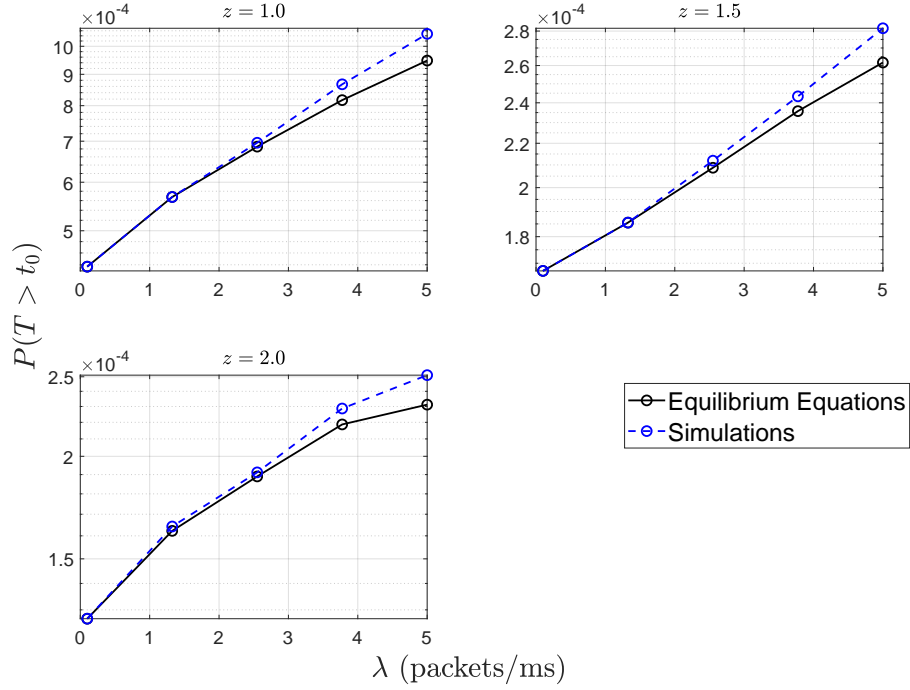 ×10⁻⁴
z = 1.0
10
9
8
7
6
5
0 1 2 3 4 5
×10⁻⁴
z = 1.5
2.8
2.6
2.4
2.2
2
1.8
0 1 2 3 4 5
P(T > t₀)
×10⁻⁴
z = 2.0
2.5
2
1.5
0 1 2 3 4 5
Equilibrium Equations
Simulations
λ (packets/ms)